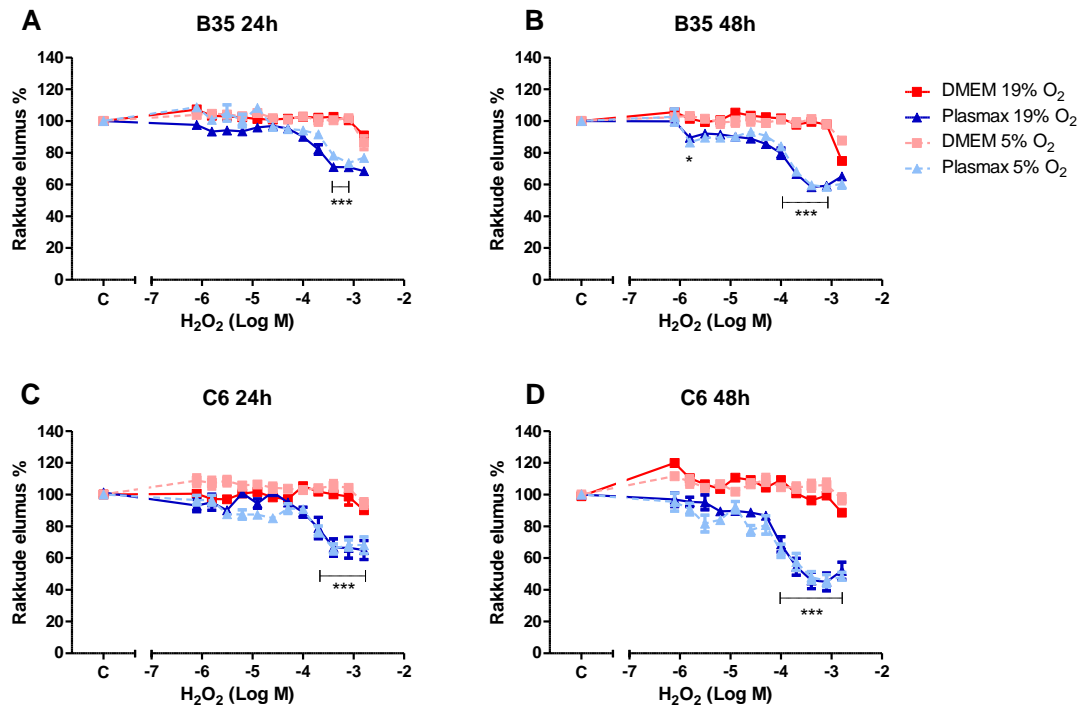 A
B35 24h
140
120
100
80
60
40
20
0
Rakkude elumus %
***
C
-7
-6
-5
-4
-3
-2
H₂O₂ (Log M)
B
B35 48h
140
120
100
80
60
40
20
0
Rakkude elumus %
*
***
C
-7
-6
-5
-4
-3
-2
H₂O₂ (Log M)
DMEM 19% O₂
Plasmax 19% O₂
DMEM 5% O₂
Plasmax 5% O₂
C
C6 24h
140
120
100
80
60
40
20
0
Rakkude elumus %
***
C
-7
-6
-5
-4
-3
-2
H₂O₂ (Log M)
D
C6 48h
140
120
100
80
60
40
20
0
Rakkude elumus %
***
C
-7
-6
-5
-4
-3
-2
H₂O₂ (Log M)